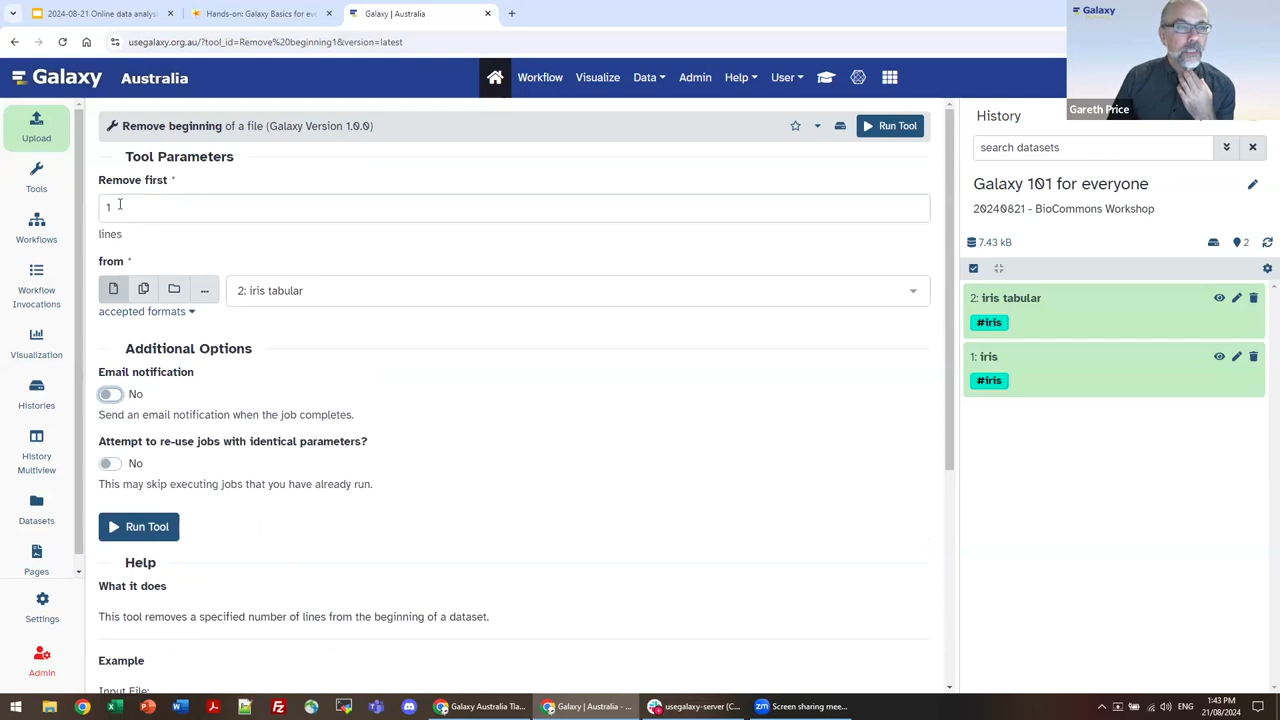 2024-08-21 Online data analysi
Hands-on: Galaxy Basics for ev
Galaxy | Australia
usegalaxy.org.au/?tool_id=Remove%20beginning1&version=latest
Galaxy
Gareth Price
Galaxy Australia
Workflow Visualize Data Admin Help User
Upload
Tools
Workflows
Workflow
Invocations
Visualization
Histories
History
Multiview
Datasets
Pages
Settings
Admin
Remove beginning of a file (Galaxy Version 1.0.0)
Run Tool
Tool Parameters
Remove first *
1
lines
from *
... 2: iris tabular
accepted formats
Additional Options
Email notification
No
Send an email notification when the job completes.
Attempt to re-use jobs with identical parameters?
No
This may skip executing jobs that you have already run.
Run Tool
Help
What it does
This tool removes a specified number of lines from the beginning of a dataset.
Example
Input File:
History
search datasets
Galaxy 101 for everyone
20240821 - BioCommons Workshop
7.43 kB 2
2: iris tabular
#iris
1: iris
#iris
Galaxy Australia Tla...
Galaxy | Australia - ...
usegalaxy-server (C...
Screen sharing mee...
ENG
1:43 PM
21/08/2024